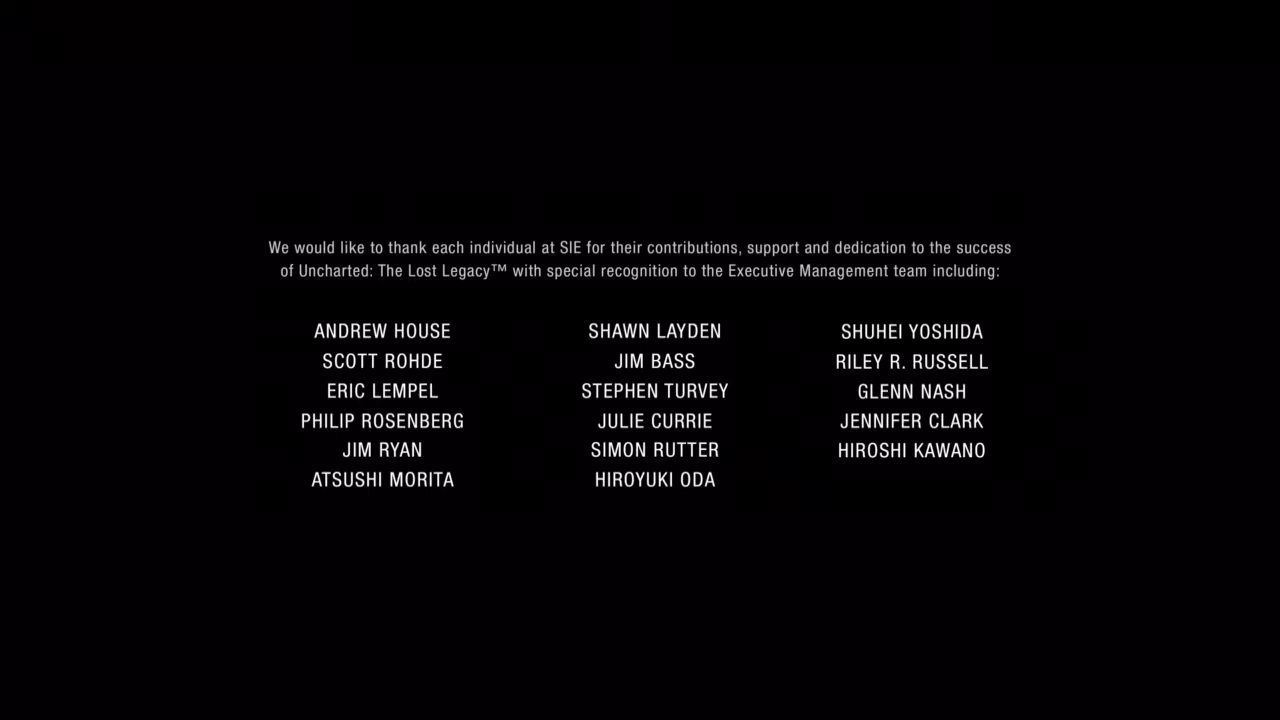 We would like to thank each individual at SIE for their contributions, support and dedication to the success
of Uncharted: The Lost Legacy™ with special recognition to the Executive Management team including:
ANDREW HOUSE SHAWN LAYDEN SHUHEI YOSHIDA
SCOTT ROHDE JIM BASS RILEY R. RUSSELL
ERIC LEMPEL STEPHEN TURVEY GLENN NASH
PHILIP ROSENBERG JULIE CURRIE JENNIFER CLARK
JIM RYAN SIMON RUTTER HIROSHI KAWANO
ATSUSHI MORITA HIROYUKI ODA